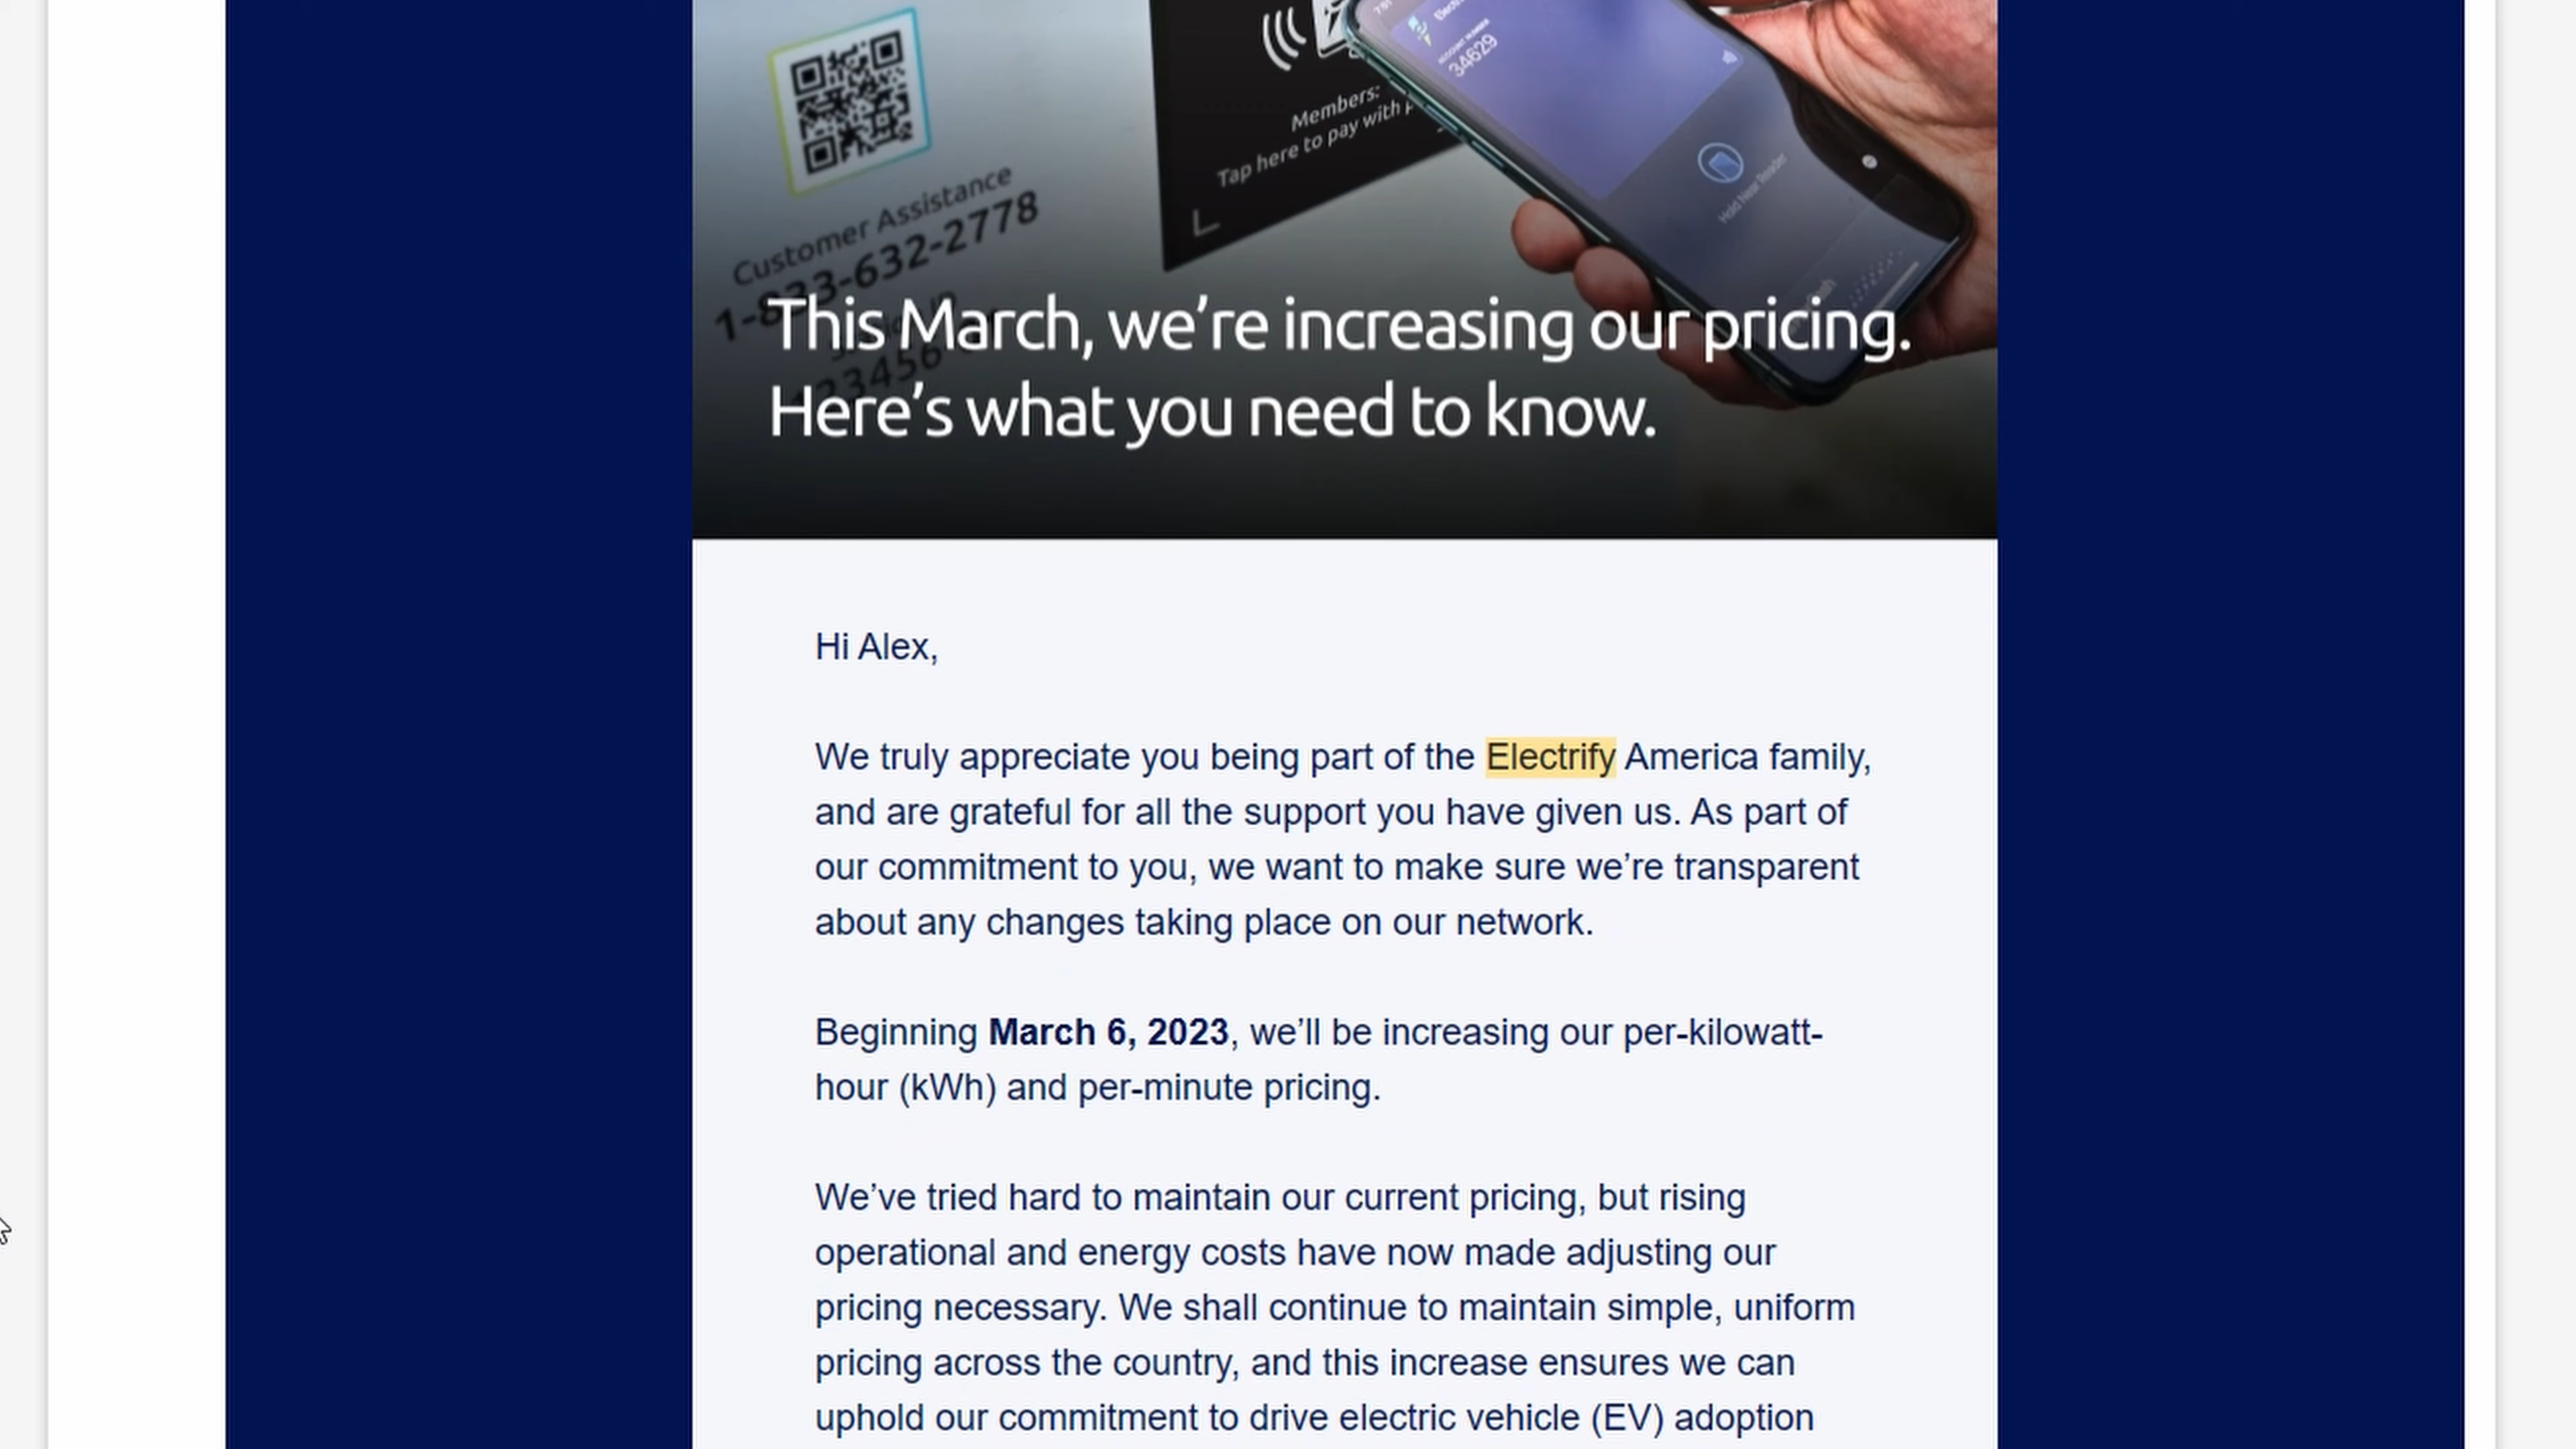 34629
Members:
Tap here to pay with
Hold Near Reader
Customer Assistance
1-833-632-2778
This March, we’re increasing our pricing.
Here’s what you need to know.
Hi Alex,
We truly appreciate you being part of the Electrify America family,
and are grateful for all the support you have given us. As part of
our commitment to you, we want to make sure we’re transparent
about any changes taking place on our network.
Beginning March 6, 2023, we’ll be increasing our per-kilowatt-
hour (kWh) and per-minute pricing.
We’ve tried hard to maintain our current pricing, but rising
operational and energy costs have now made adjusting our
pricing necessary. We shall continue to maintain simple, uniform
pricing across the country, and this increase ensures we can
uphold our commitment to drive electric vehicle (EV) adoption